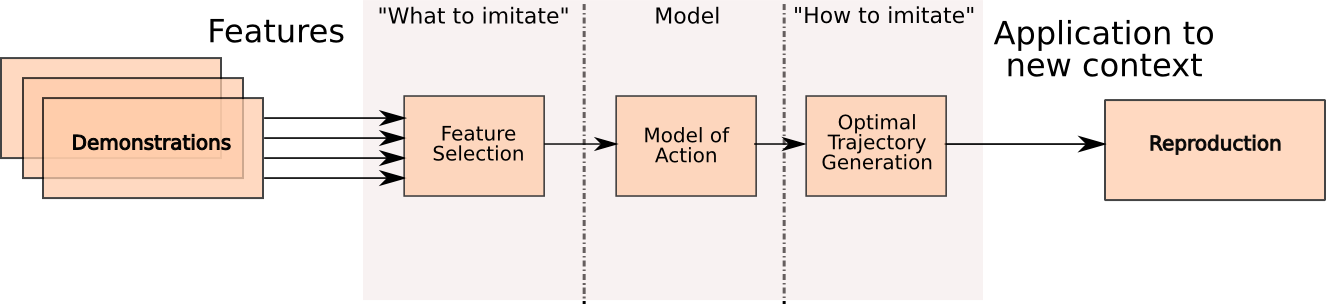 Features
"What to imitate"
Model
"How to imitate"
Application to
new context
Demonstrations
Feature
Selection
Model of
Action
Optimal
Trajectory
Generation
Reproduction